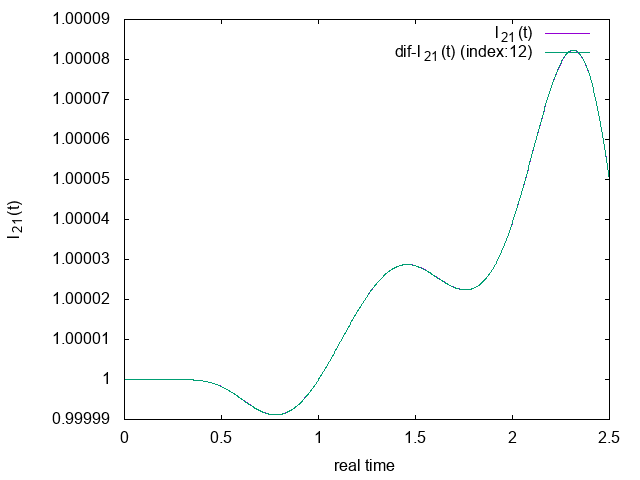 1.00009
1.00008
1.00007
1.00006
1.00005
1.00004
1.00003
1.00002
1.00001
1
0.99999
I21(t)
I21(t)
dif-I21(t) (index:12)
0 0.5 1 1.5 2 2.5
real time